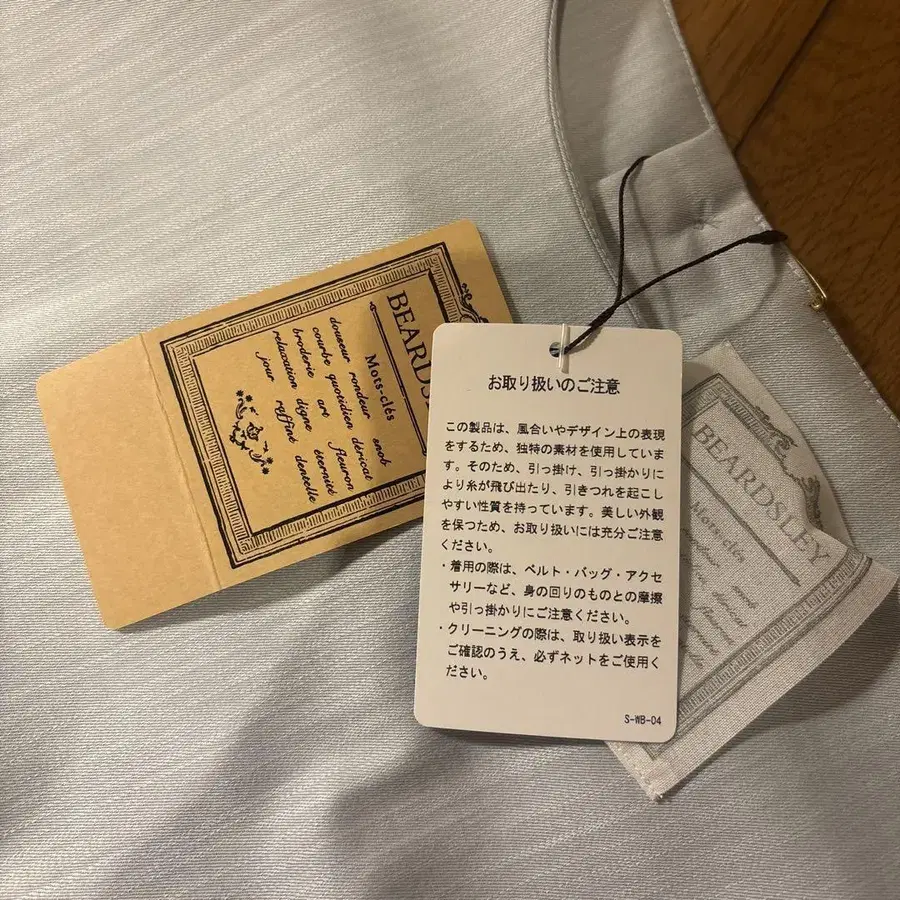 BEARDSLEY
Mots-clés
douceur rondeur snob
courbe quotidien déricat
broderie art fleuron
relaxation digne éternité
jour raffiné dentelle
お取り扱いのご注意
この製品は、風合いやデザイン上の表現
をするため、独特の素材を使用していま
す。そのため、引っ掛け、引っ掛かりに
より糸が飛び出たり、引きつれを起こし
やすい性質を持っています。美しい外観
を保つため、お取り扱いには充分ご注意
ください。
・着用の際は、ベルト・バッグ・アクセ
サリーなど、身の回りのものとの摩擦
や引っ掛かりにご注意ください。
・クリーニングの際は、取り扱い表示を
ご確認のうえ、必ずネットをご使用く
ださい。
S-WB-04
BEARDSLEY
Mots-clés
snob
déricat
fleuron